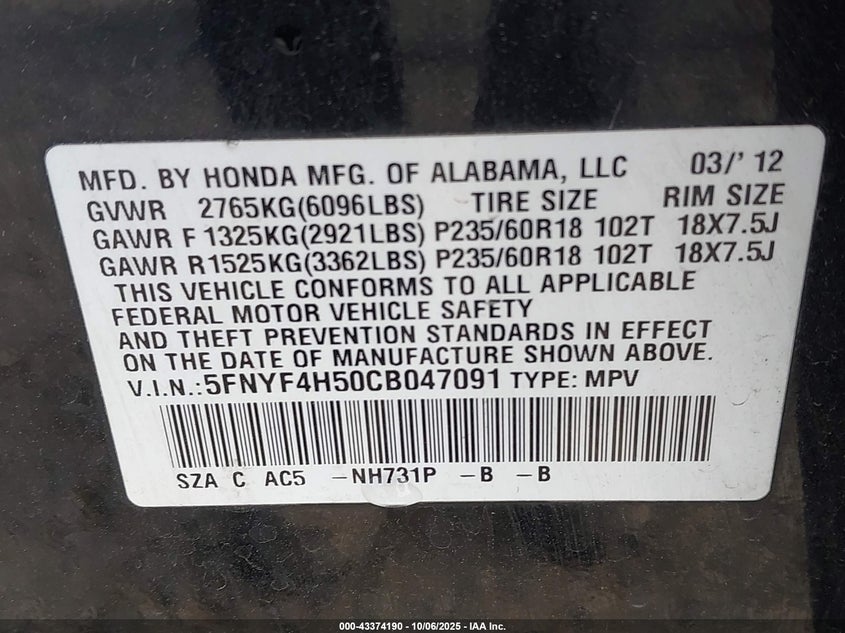 MFD. BY HONDA MFG. OF ALABAMA, LLC 03/' 12
GVWR 2765KG(6096LBS) TIRE SIZE RIM SIZE
GAWR F 1325KG(2921LBS) P235/60R18 102T 18X7.5J
GAWR R1525KG(3362LBS) P235/60R18 102T 18X7.5J
THIS VEHICLE CONFORMS TO ALL APPLICABLE
FEDERAL MOTOR VEHICLE SAFETY
AND THEFT PREVENTION STANDARDS IN EFFECT
ON THE DATE OF MANUFACTURE SHOWN ABOVE.
V.I.N.:5FNYF4H50CB047091 TYPE: MPV
SZA C AC5 -NH731P -B -B
000-43374190 - 10/06/2025 - IAA Inc.